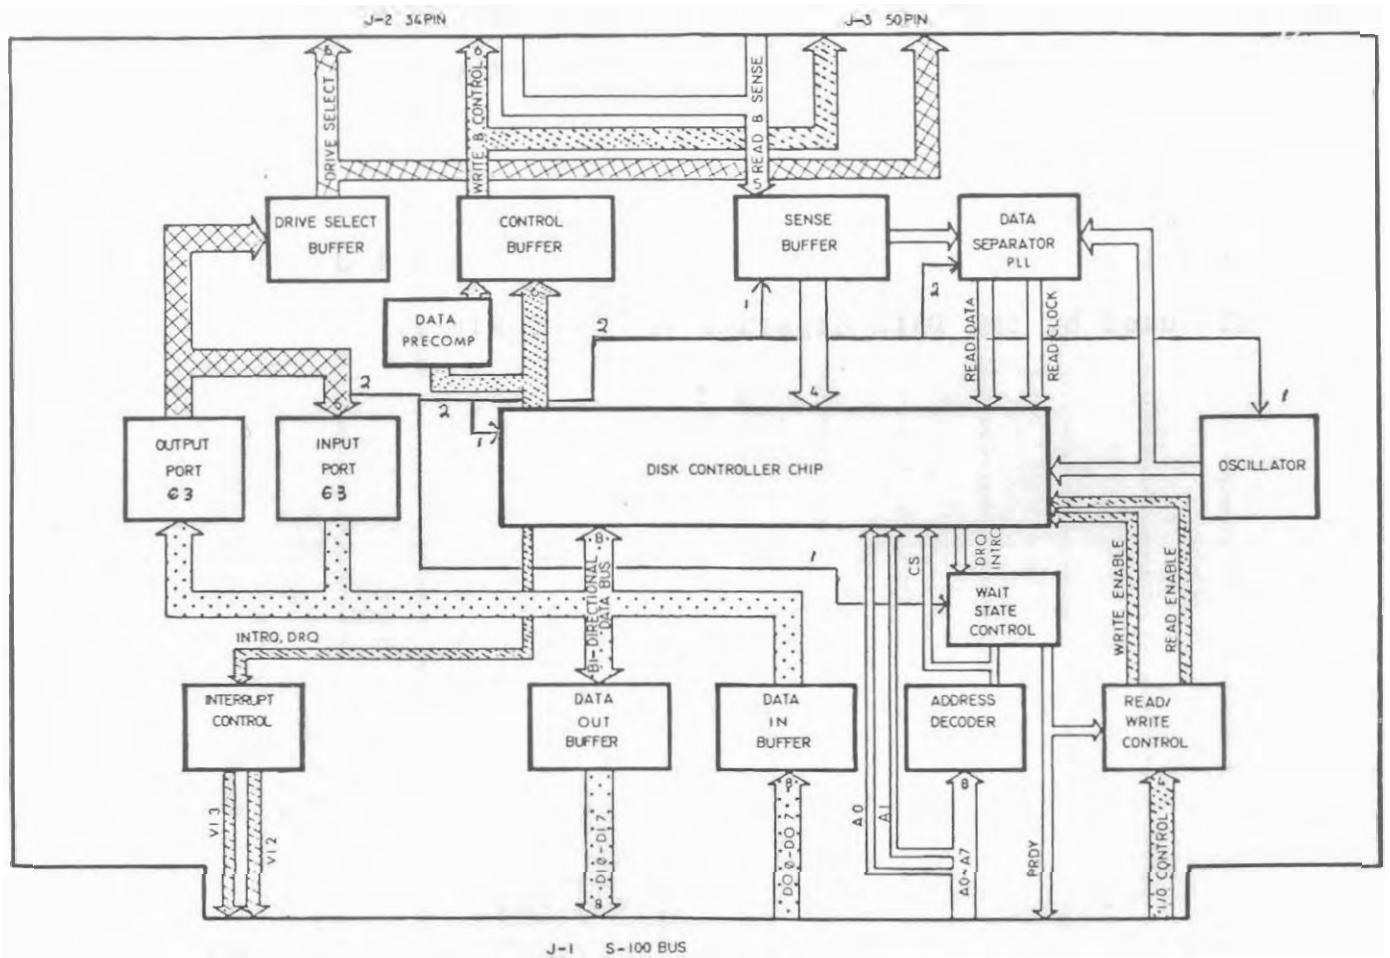 J-2 34PIN
J-3 50PIN
6
DRIVE SELECT
6
WRITE & CONTROL
READ & SENSE
5
DRIVE SELECT
BUFFER
CONTROL
BUFFER
SENSE
BUFFER
DATA
SEPARATOR
PLL
DATA
PRECOMP
1
2
2
READ/DATA
READ CLOCK
4
6
2
2
1
1
OUTPUT
PORT
63
INPUT
PORT
63
DISK CONTROLLER CHIP
OSCILLATOR
8
BI-DIRECTIONAL
DATA BUS
8
CS
DRQ
INTRQ
1
WAIT
STATE
CONTROL
WRITE ENABLE
READ ENABLE
INTRQ, DRQ
INTERRUPT
CONTROL
DATA
OUT
BUFFER
DATA
IN
BUFFER
ADDRESS
DECODER
READ/
WRITE
CONTROL
VI 3
VI 2
DI0-DI7
8
8
DO0-DO7
A0
A1
8
A0-A7
PRDY
4
I/O CONTROL
J-1 S-100 BUS